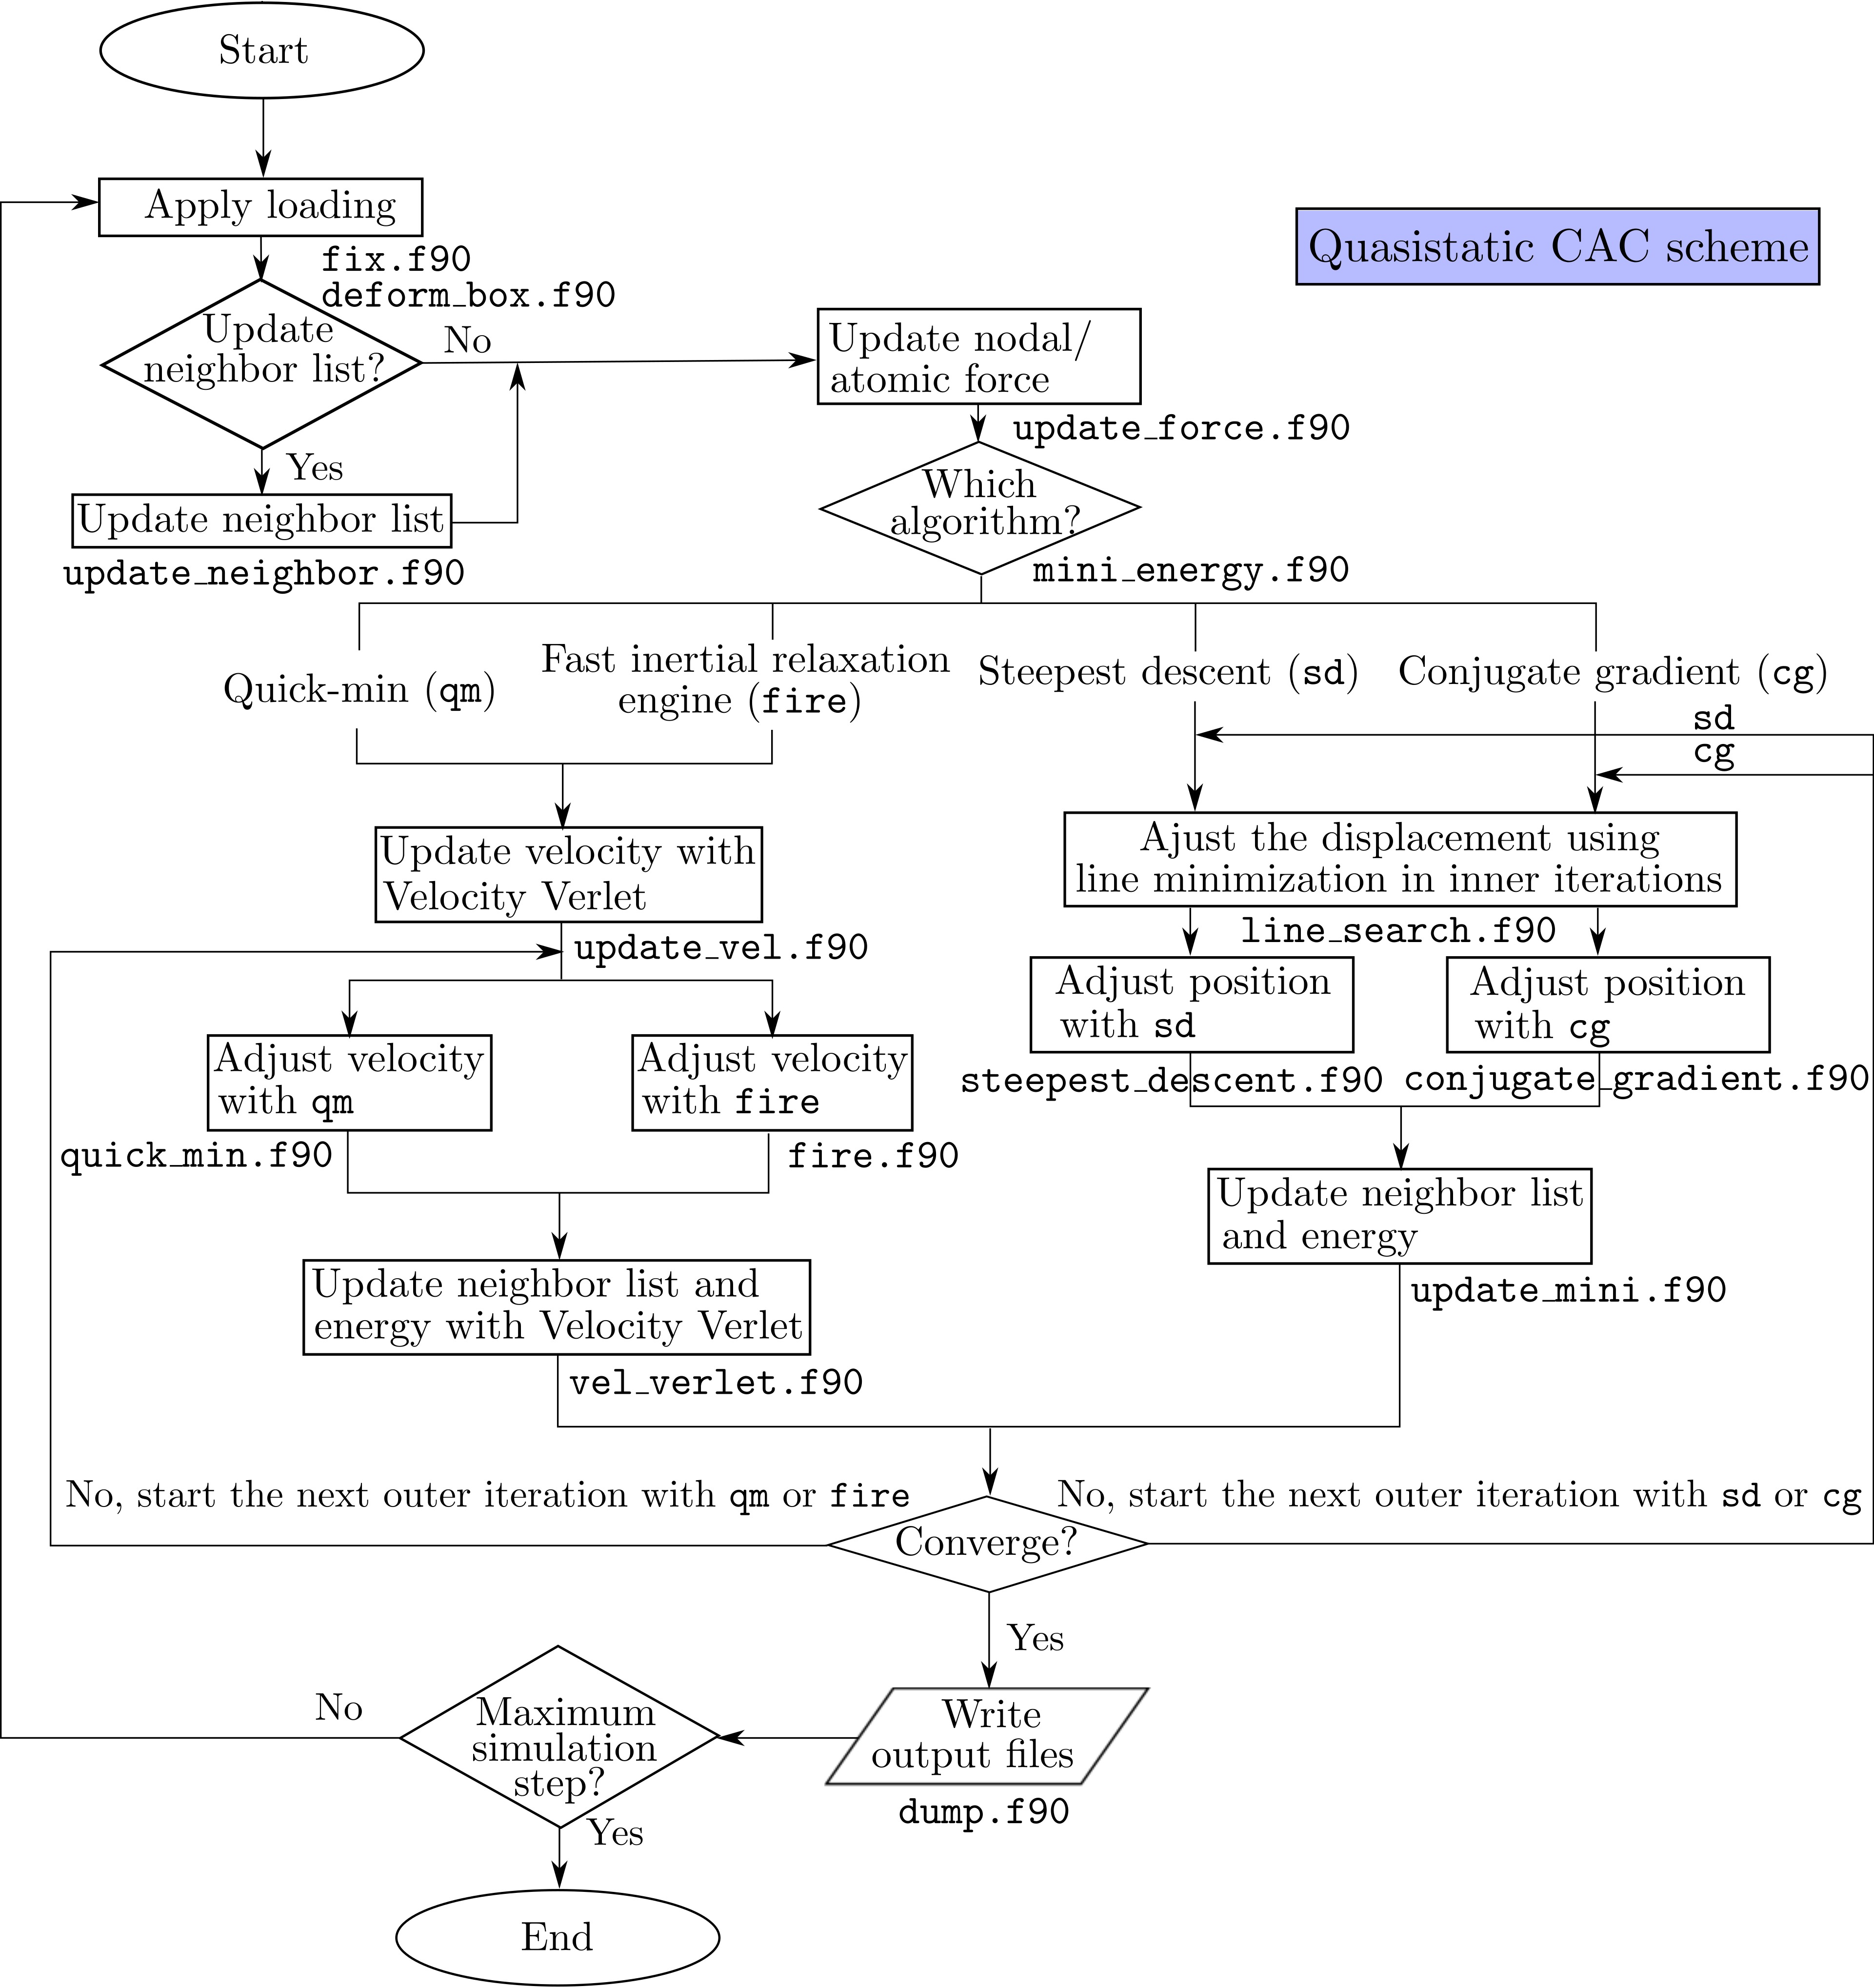 Start
Apply loading
fix.f90
deform_box.f90
Quasistatic CAC scheme
Update
neighbor list?
No
Yes
Update neighbor list
update_neighbor.f90
Update nodal/
atomic force
update_force.f90
Which
algorithm?
mini_energy.f90
Quick-min (qm)
Fast inertial relaxation
engine (fire)
Steepest descent (sd)
Conjugate gradient (cg)
sd
cg
Update velocity with
Velocity Verlet
update_vel.f90
Ajust the displacement using
line minimization in inner iterations
line_search.f90
Adjust velocity
with qm
quick_min.f90
Adjust velocity
with fire
fire.f90
Adjust position
with sd
steepest_descent.f90
Adjust position
with cg
conjugate_gradient.f90
Update neighbor list and
energy with Velocity Verlet
vel_verlet.f90
Update neighbor list
and energy
update_mini.f90
No, start the next outer iteration with qm or fire
No, start the next outer iteration with sd or cg
Converge?
Yes
Write
output files
dump.f90
Maximum
simulation
step?
No
Yes
End